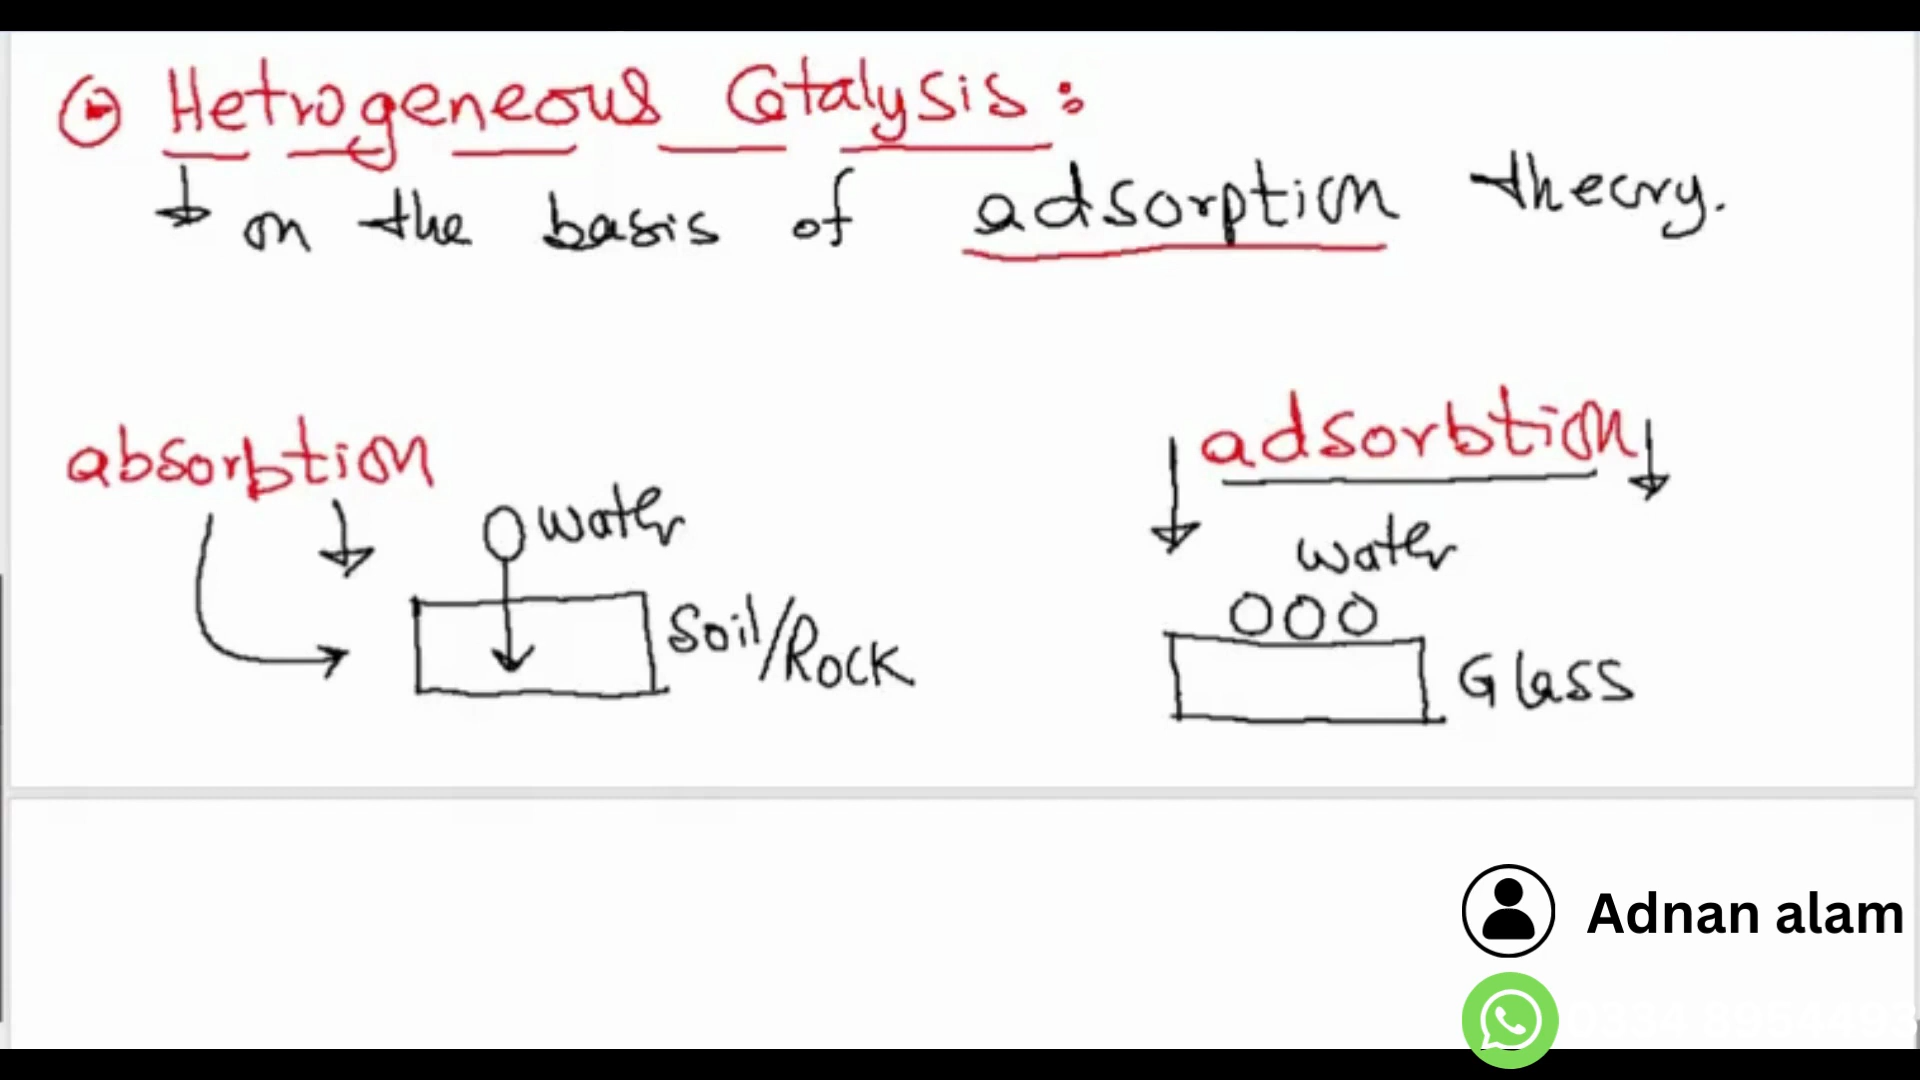 Hetrogeneous Catalysis:
on the basis of adsorption theory.
absorbtion
water
Soil/Rock
adsorbtion
water
Glass
Adnan alam